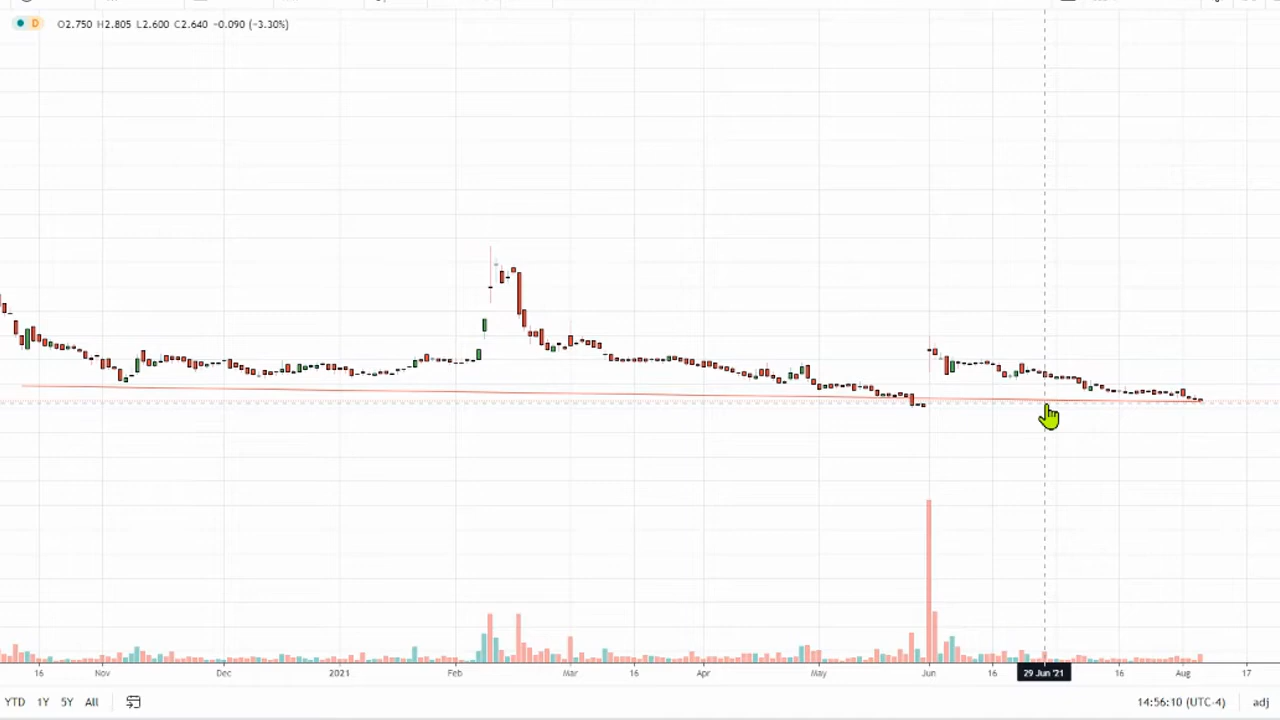 D O2.750 H2.805 L2.600 C2.640 -0.090 (-3.30%)
16 Nov Dec 2021 Feb Mar 16 Apr May Jun 16 29 Jun '21 16 Aug 17
YTD 1Y 5Y All 14:56:10 (UTC-4) adj